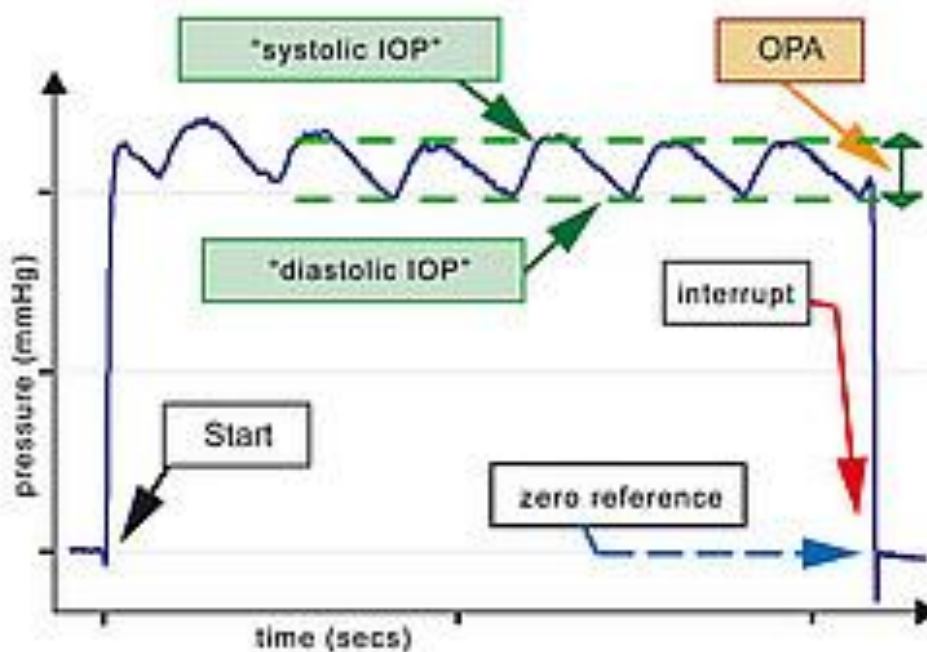 "systolic IOP"
OPA
"diastolic IOP"
interrupt
Start
zero reference
pressure (mmHg)
time (secs)